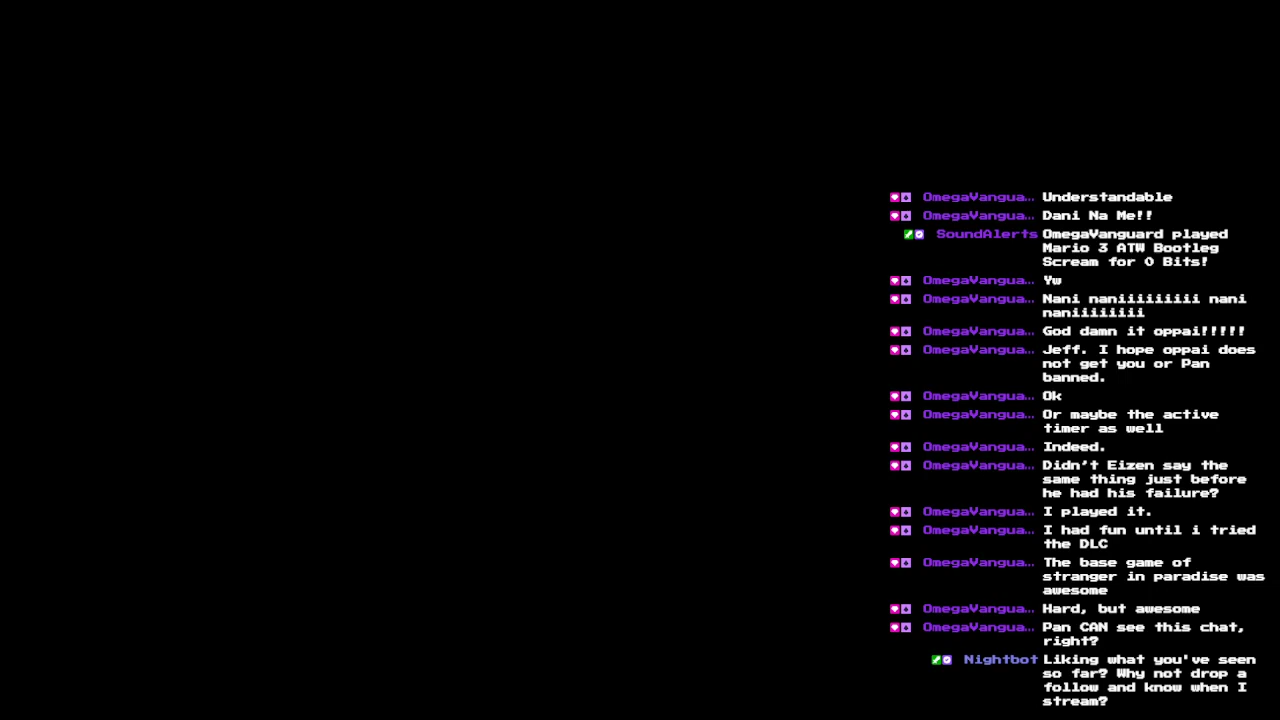 OmegaVangua… Understandable
OmegaVangua… Dani Na Me!!
SoundAlerts OmegaVanguard played
Mario 3 ATW Bootleg
Scream for 0 Bits!
OmegaVangua… Yw
OmegaVangua… Nani naniiiiiiiiii nani
naniiiiiiii
OmegaVangua… God damn it oppai!!!!!
OmegaVangua… Jeff. I hope oppai does
not get you or Pan
banned.
OmegaVangua… Ok
OmegaVangua… Or maybe the active
timer as well
OmegaVangua… Indeed.
OmegaVangua… Didn't Eizen say the
same thing just before
he had his failure?
OmegaVangua… I played it.
OmegaVangua… I had fun until i tried
the DLC
OmegaVangua… The base game of
stranger in paradise was
awesome
OmegaVangua… Hard, but awesome
OmegaVangua… Pan CAN see this chat,
right?
Nightbot Liking what you've seen
so far? Why not drop a
follow and know when I
stream?